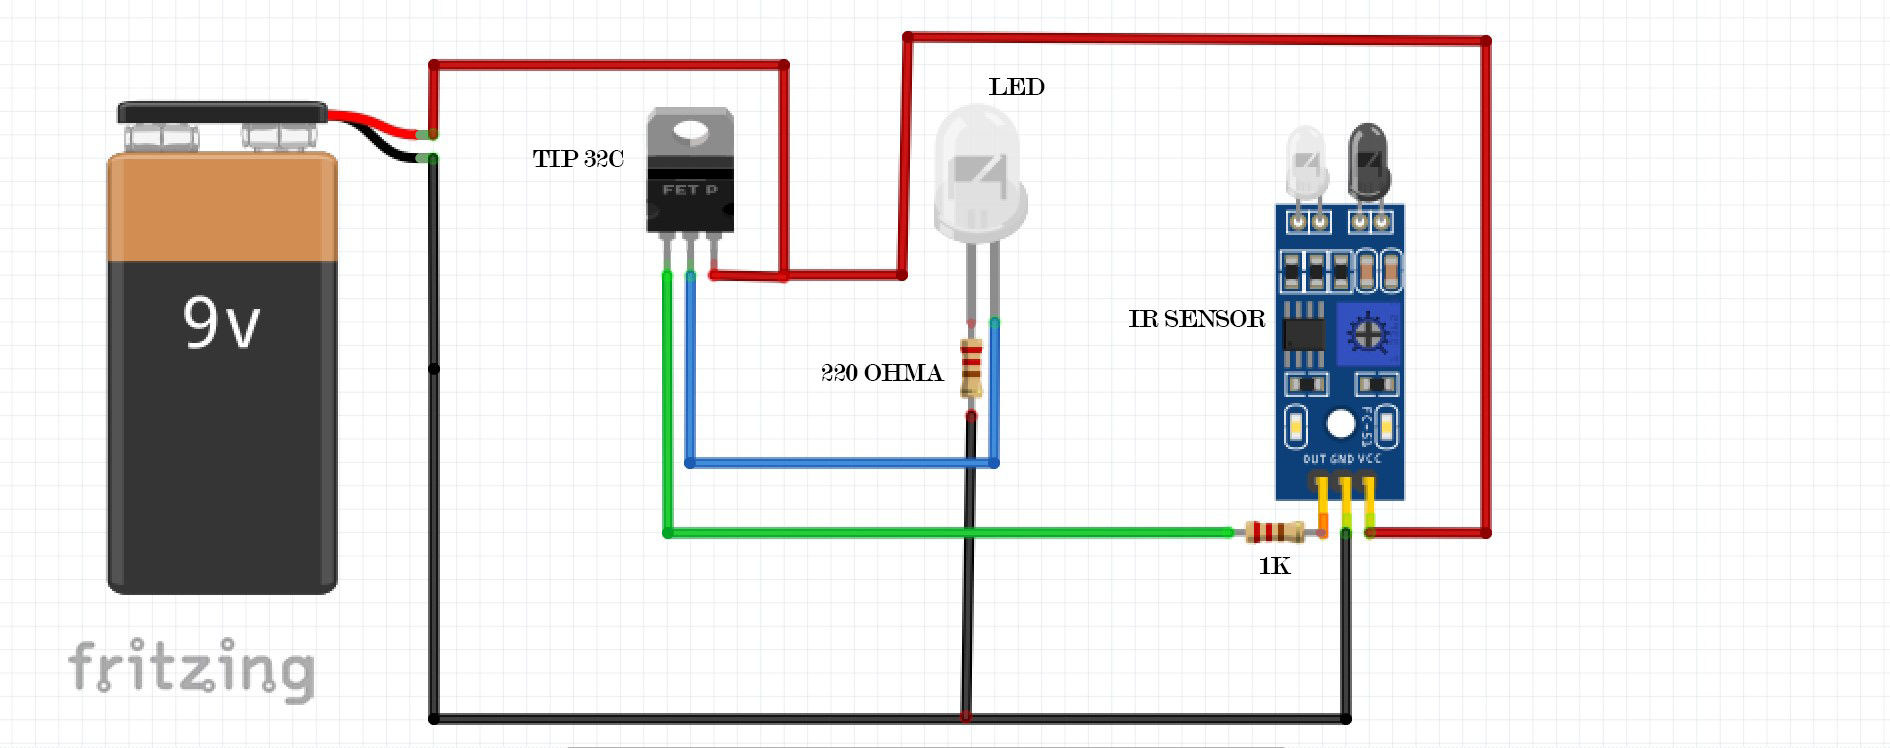 LED
TIP 32C
FET P
9v
IR SENSOR
220 OHMA
FC-51
OUT GND VCC
1K
fritzing